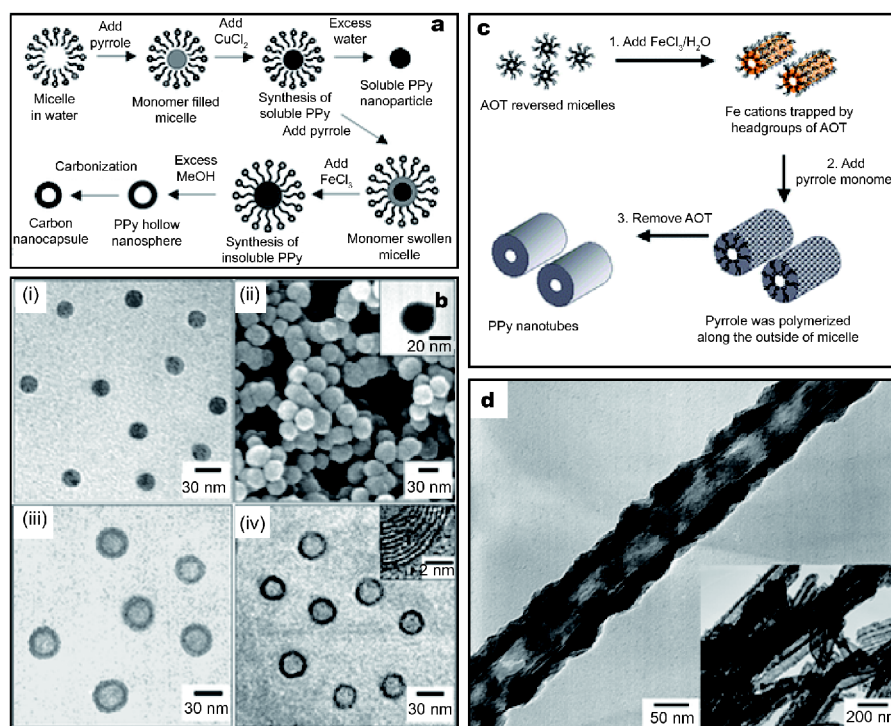 a
Add pyrrole
Add CuCl2
Excess water
Micelle in water
Monomer filled micelle
Synthesis of soluble PPy
Soluble PPy nanoparticle
Add pyrrole
Carbonization
Excess MeOH
Add FeCl3
Carbon nanocapsule
PPy hollow nanosphere
Synthesis of insoluble PPy
Monomer swollen micelle
b
(i)
30 nm
(ii)
20 nm
30 nm
(iii)
30 nm
(iv)
2 nm
30 nm
c
1. Add FeCl3/H2O
AOT reversed micelles
Fe cations trapped by
headgroups of AOT
2. Add
pyrrole monome
3. Remove AOT
PPy nanotubes
Pyrrole was polymerized
along the outside of micelle
d
50 nm
200 nm